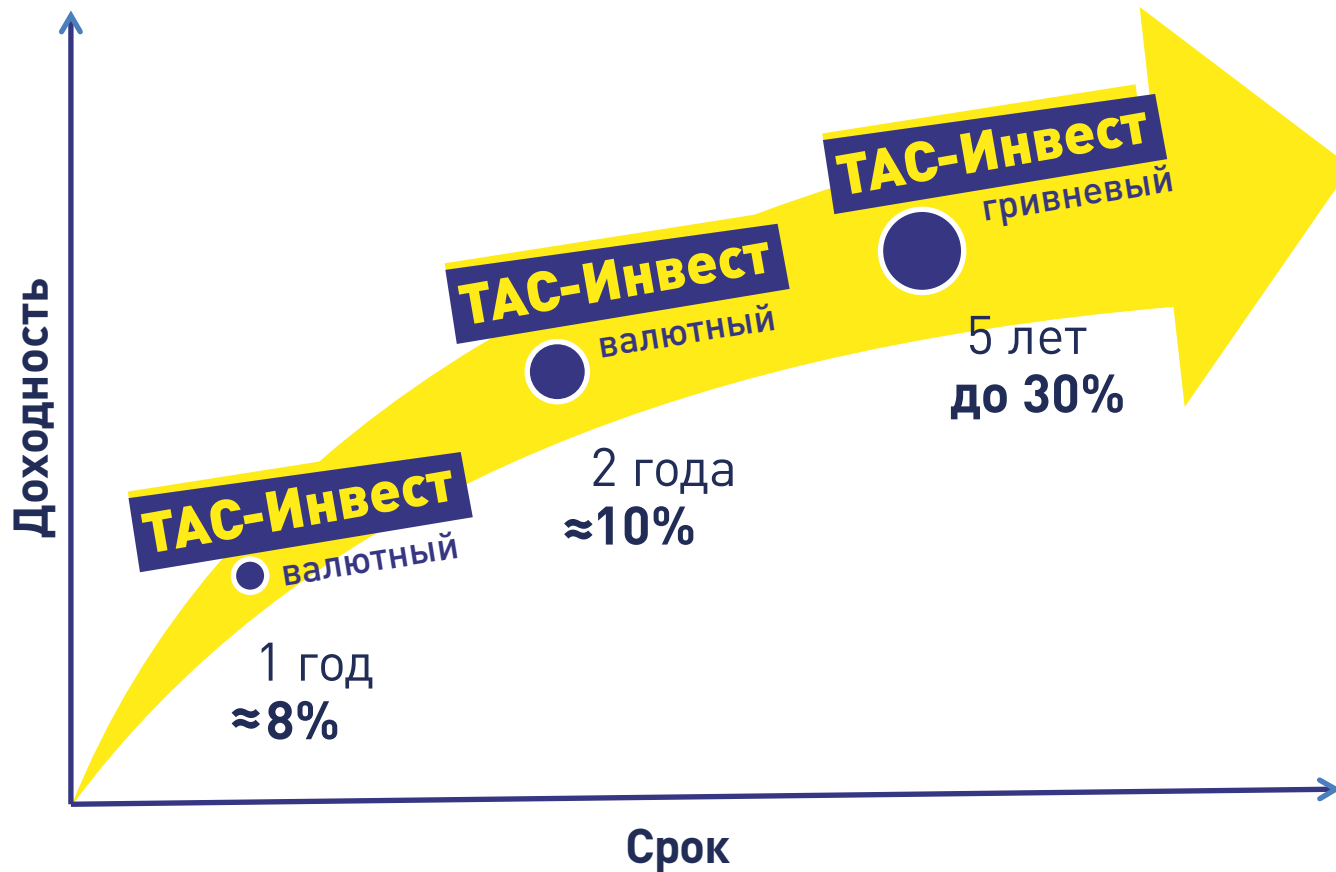 Доходность
ТАС-Инвест
валютный
1 год
≈8%
ТАС-Инвест
валютный
2 года
≈10%
ТАС-Инвест
гривневый
5 лет
до 30%
Срок